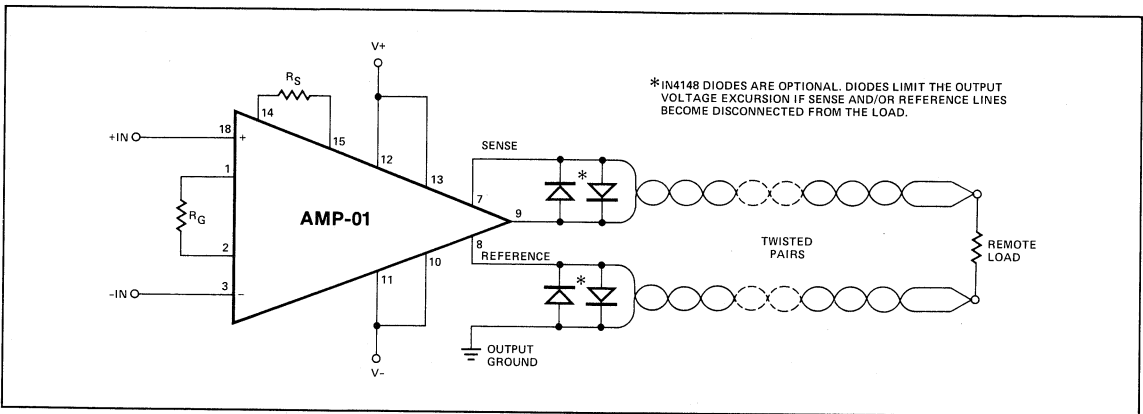 V+
RS
*IN4148 DIODES ARE OPTIONAL. DIODES LIMIT THE OUTPUT
VOLTAGE EXCURSION IF SENSE AND/OR REFERENCE LINES
BECOME DISCONNECTED FROM THE LOAD.
14
+IN
18
+
15
12
SENSE
1
13
*
7
RG
AMP-01
9
TWISTED
PAIRS
REMOTE
LOAD
2
8
REFERENCE
10
*
-IN
3
-
11
OUTPUT
GROUND
V-